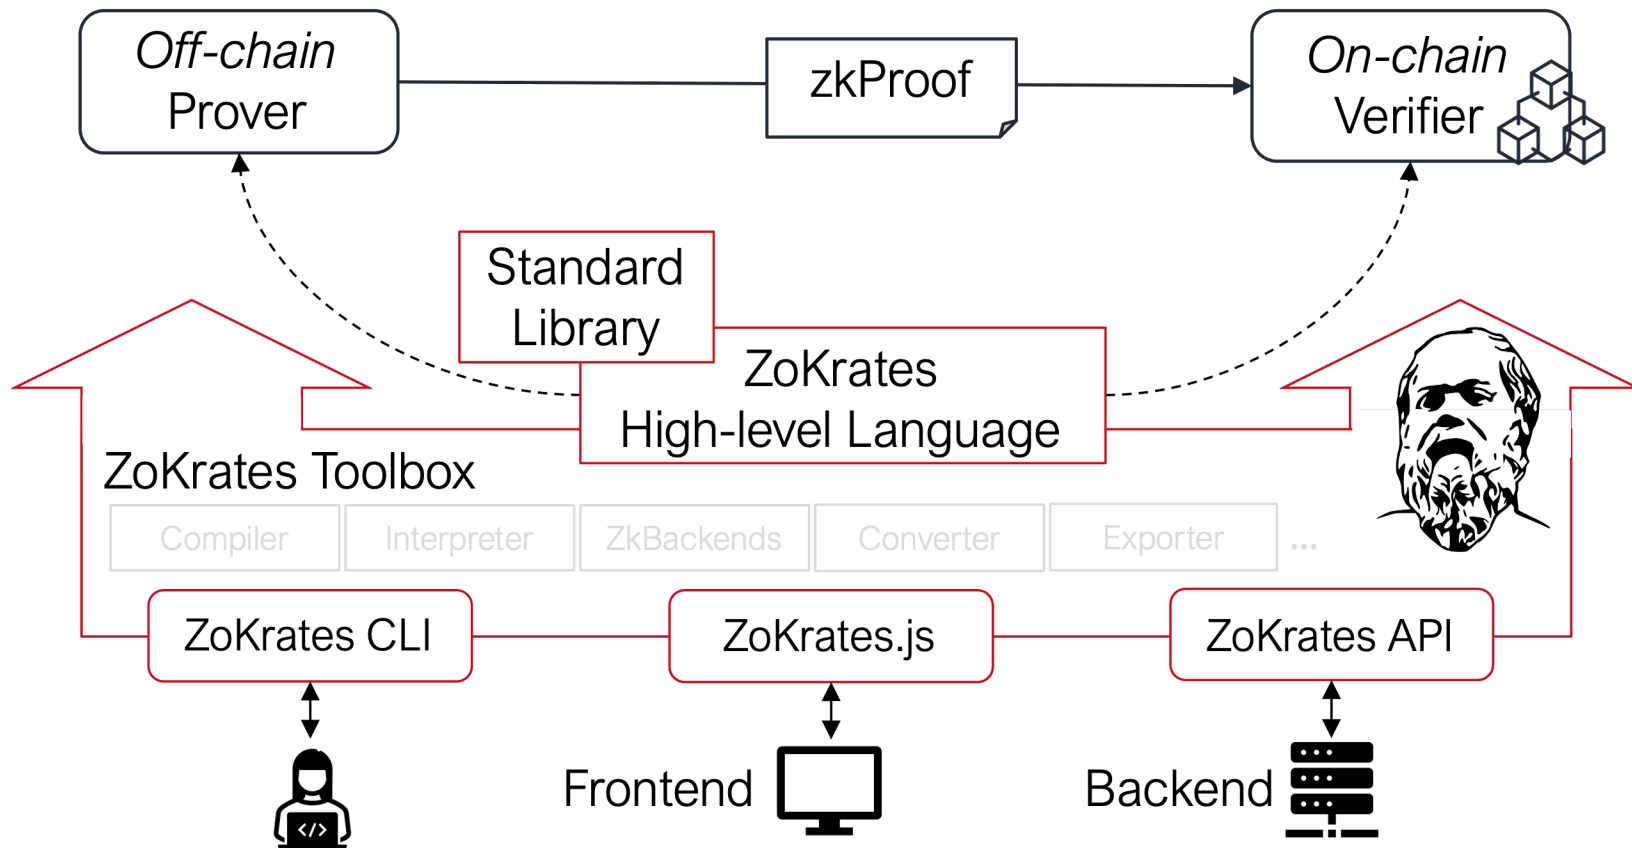 Off-chain
Prover
zkProof
On-chain
Verifier
Standard
Library
ZoKrates
High-level Language
ZoKrates Toolbox
Compiler
Interpreter
ZkBackends
Converter
Exporter
...
ZoKrates CLI
ZoKrates.js
ZoKrates API
</>
Frontend
Backend